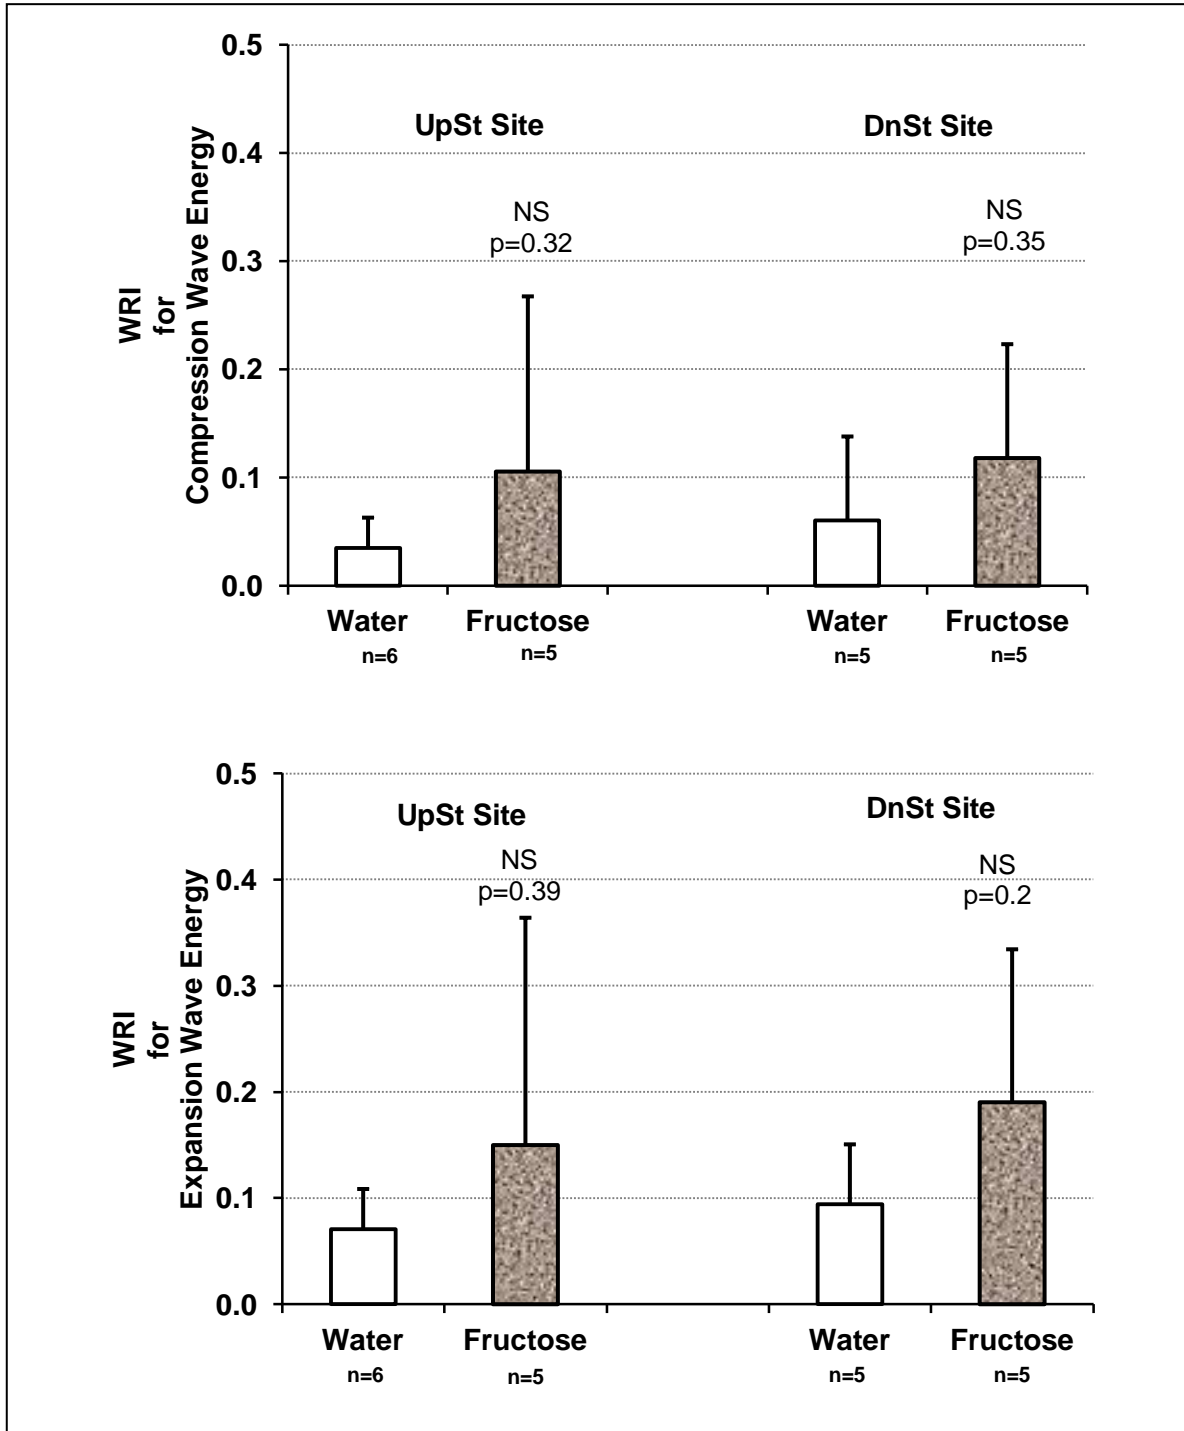 0.5
UpSt Site
DnSt Site
0.4
NS
p=0.32
NS
p=0.35
0.3
WRI
for
Compression Wave Energy
0.2
0.1
0.0
Water
Fructose
Water
Fructose
n=6
n=5
n=5
n=5
0.5
UpSt Site
DnSt Site
NS
p=0.39
NS
p=0.2
0.4
0.3
WRI
for
Expansion Wave Energy
0.2
0.1
0.0
Water
Fructose
Water
Fructose
n=6
n=5
n=5
n=5